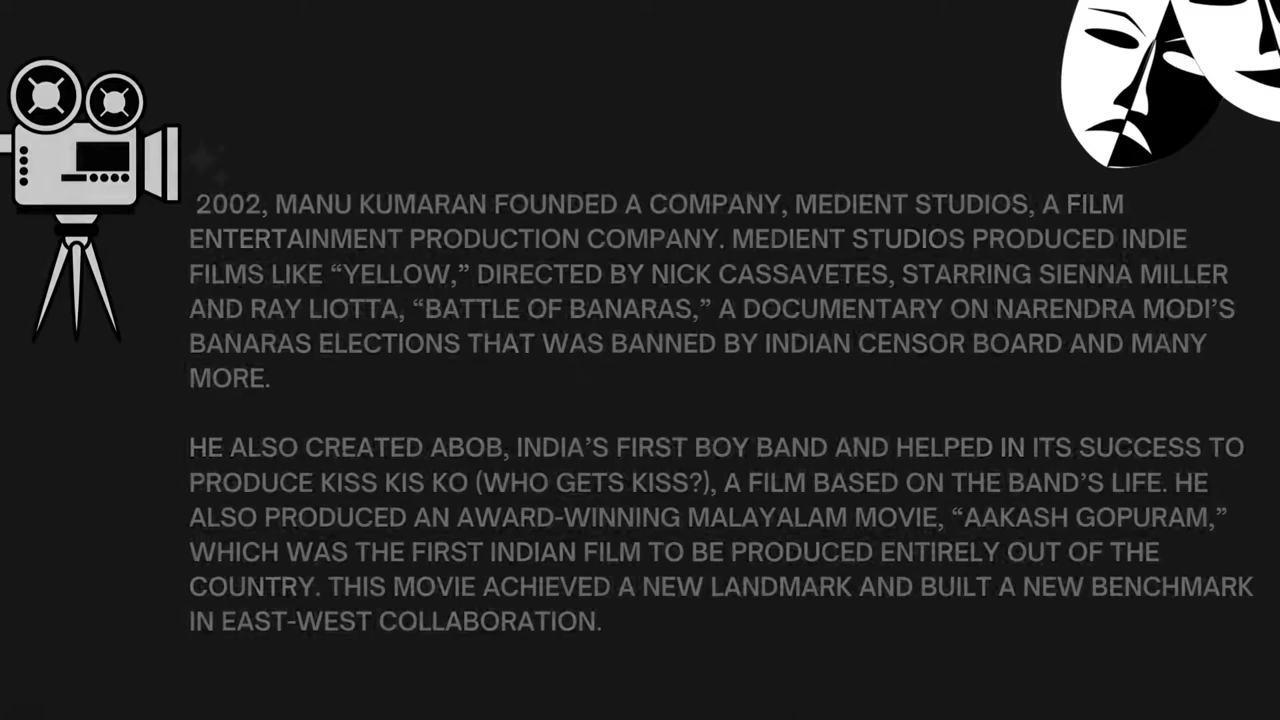 2002, MANU KUMARAN FOUNDED A COMPANY, MEDIENT STUDIOS, A FILM
ENTERTAINMENT PRODUCTION COMPANY. MEDIENT STUDIOS PRODUCED INDIE
FILMS LIKE “YELLOW,” DIRECTED BY NICK CASSAVETES, STARRING SIENNA MILLER
AND RAY LIOTTA, “BATTLE OF BANARAS,” A DOCUMENTARY ON NARENDRA MODI’S
BANARAS ELECTIONS THAT WAS BANNED BY INDIAN CENSOR BOARD AND MANY
MORE.
HE ALSO CREATED ABOB, INDIA’S FIRST BOY BAND AND HELPED IN ITS SUCCESS TO
PRODUCE KISS KIS KO (WHO GETS KISS?), A FILM BASED ON THE BAND’S LIFE. HE
ALSO PRODUCED AN AWARD-WINNING MALAYALAM MOVIE, “AAKASH GOPURAM,”
WHICH WAS THE FIRST INDIAN FILM TO BE PRODUCED ENTIRELY OUT OF THE
COUNTRY. THIS MOVIE ACHIEVED A NEW LANDMARK AND BUILT A NEW BENCHMARK
IN EAST-WEST COLLABORATION.